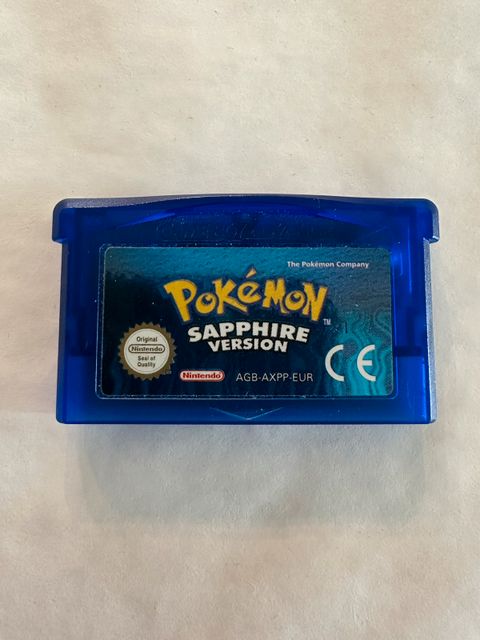 The Pokémon Company
POKéMON
TM
SAPPHIRE
VERSION
Original
Nintendo
Seal of
Quality
Nintendo
AGB-AXPP-EUR
CE